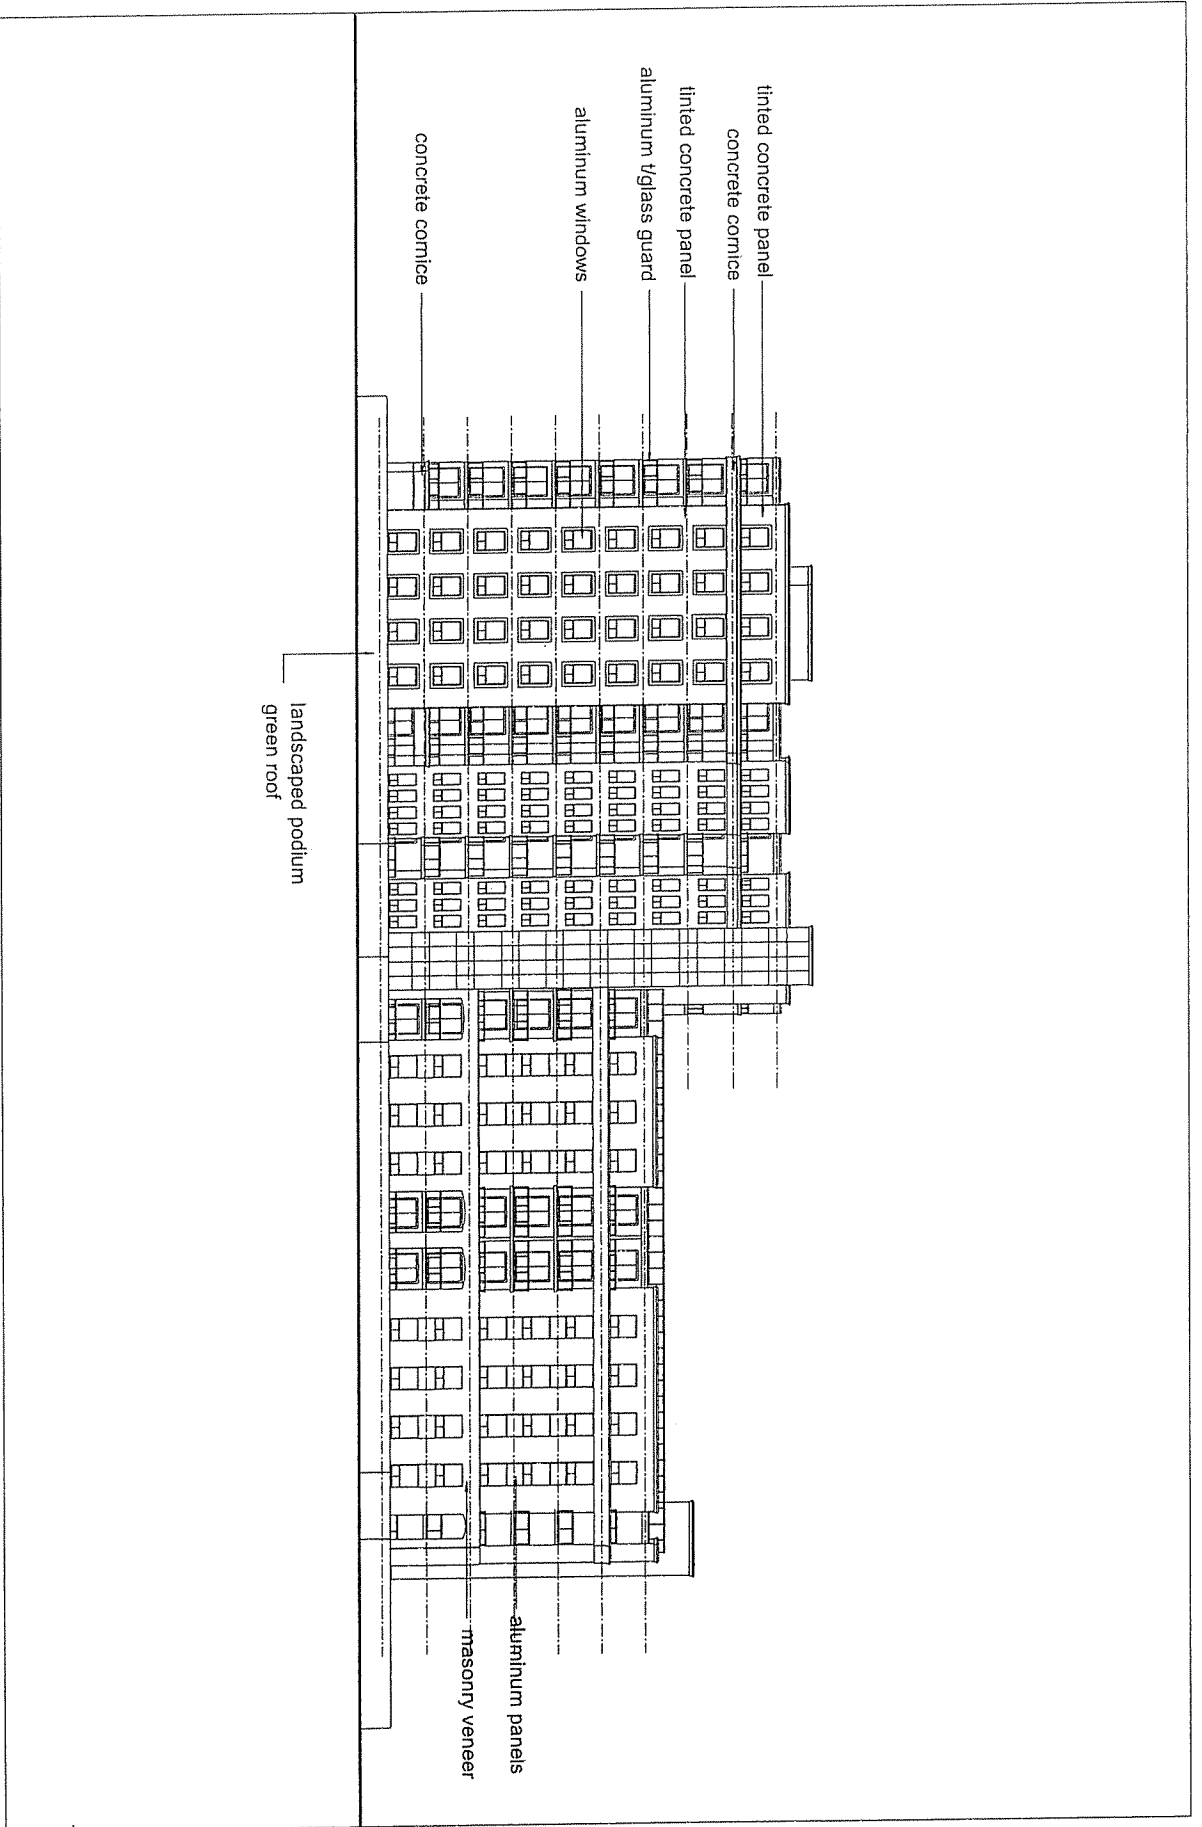 tinted concrete panel
concrete cornice
tinted concrete panel
aluminum t/glass guard
aluminum windows
concrete cornice
landscaped podium
green roof
aluminum panels
masonry veneer